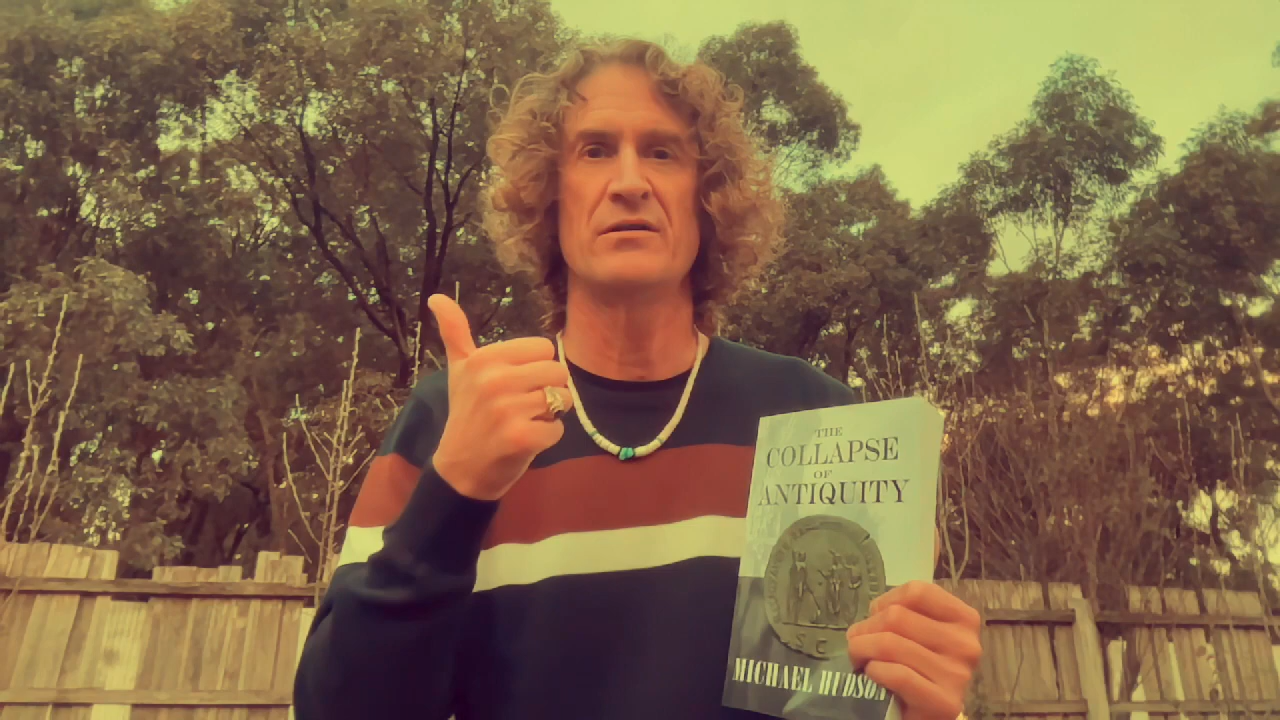 THE
COLLAPSE
OF
ANTIQUITY
S C
MICHAEL HUDSON